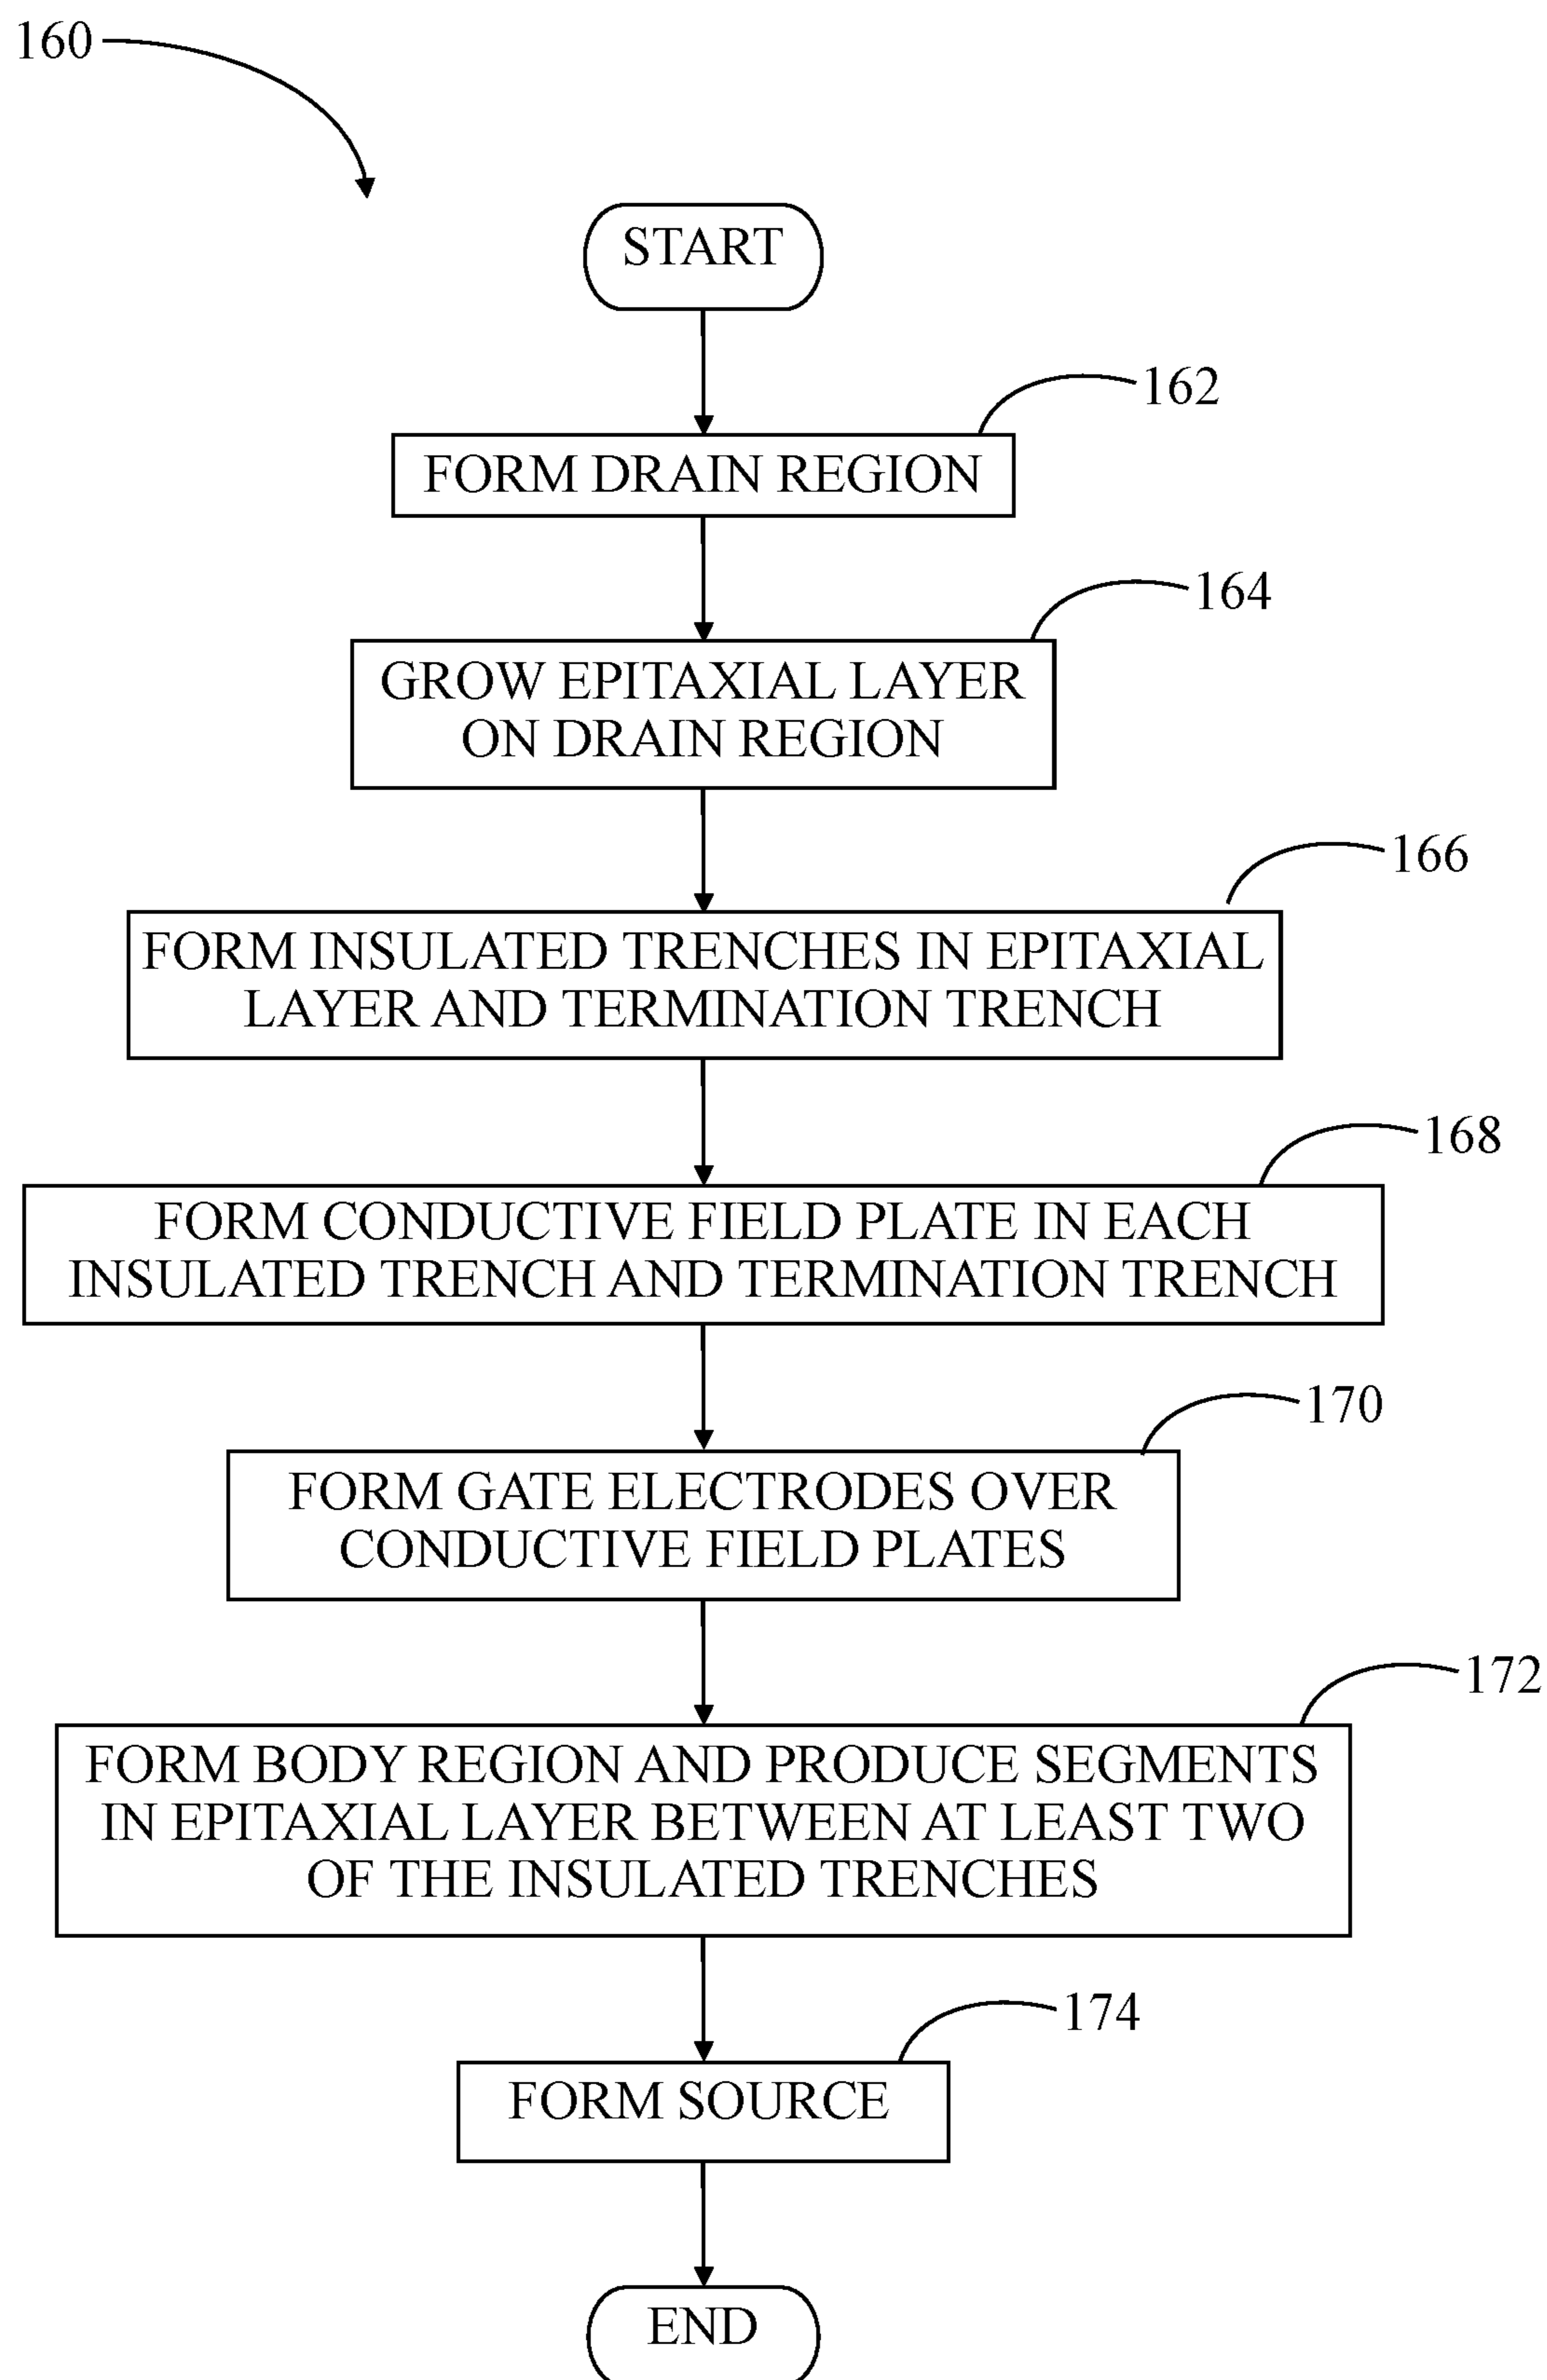 160
START
162
FORM DRAIN REGION
164
GROW EPITAXIAL LAYER
ON DRAIN REGION
166
FORM INSULATED TRENCHES IN EPITAXIAL
LAYER AND TERMINATION TRENCH
168
FORM CONDUCTIVE FIELD PLATE IN EACH
INSULATED TRENCH AND TERMINATION TRENCH
170
FORM GATE ELECTRODES OVER
CONDUCTIVE FIELD PLATES
172
FORM BODY REGION AND PRODUCE SEGMENTS
IN EPITAXIAL LAYER BETWEEN AT LEAST TWO
OF THE INSULATED TRENCHES
174
FORM SOURCE
END